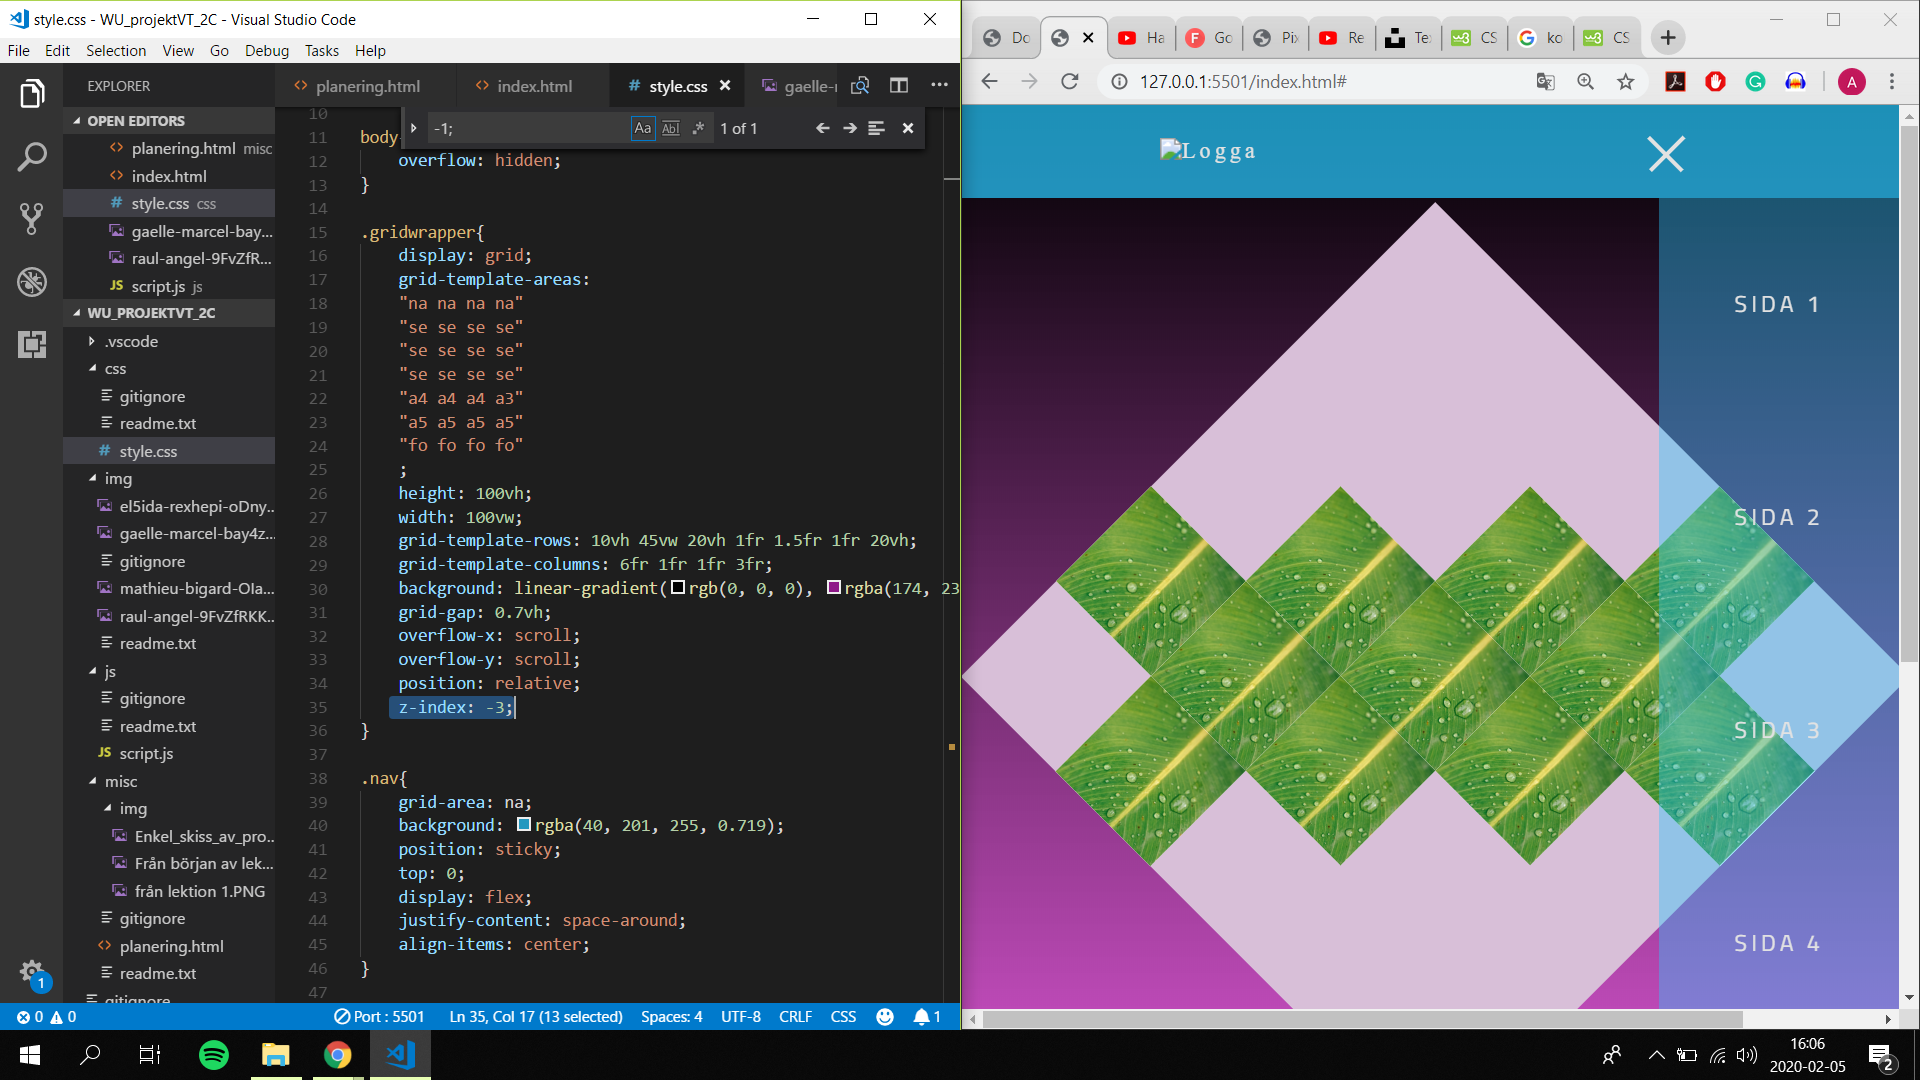 style.css - WU_projektVT_2C - Visual Studio Code
File Edit Selection View Go Debug Tasks Help
EXPLORER
OPEN EDITORS
planering.html misc
index.html
style.css css
gaelle-marcel-bay...
raul-angel-9FvZfR...
script.js js
WU_PROJEKTVT_2C
.vscode
css
gitignore
readme.txt
style.css
img
el5ida-rexhepi-oDny...
gaelle-marcel-bay4z...
gitignore
mathieu-bigard-OIa...
raul-angel-9FvZfRKK...
readme.txt
js
gitignore
readme.txt
script.js
misc
img
Enkel_skiss_av_pro...
Från början av lek...
från lektion 1.PNG
gitignore
planering.html
readme.txt
gitignore
1
planering.html index.html style.css gaelle-
-1; Aa Abl .* 1 of 1
10
11 body
12 overflow: hidden;
13 }
14
15 .gridwrapper{
16 display: grid;
17 grid-template-areas:
18 "na na na na"
19 "se se se se"
20 "se se se se"
21 "se se se se"
22 "a4 a4 a4 a3"
23 "a5 a5 a5 a5"
24 "fo fo fo fo"
25 ;
26 height: 100vh;
27 width: 100vw;
28 grid-template-rows: 10vh 45vw 20vh 1fr 1.5fr 1fr 20vh;
29 grid-template-columns: 6fr 1fr 1fr 3fr;
30 background: linear-gradient(rgb(0, 0, 0), rgba(174, 23
31 grid-gap: 0.7vh;
32 overflow-x: scroll;
33 overflow-y: scroll;
34 position: relative;
35 z-index: -3;
36 }
37
38 .nav{
39 grid-area: na;
40 background: rgba(40, 201, 255, 0.719);
41 position: sticky;
42 top: 0;
43 display: flex;
44 justify-content: space-around;
45 align-items: center;
46 }
47
0 0 Port : 5501 Ln 35, Col 17 (13 selected) Spaces: 4 UTF-8 CRLF CSS 1
Do Ha Go Pix Re Te CS ko CS
127.0.0.1:5501/index.html#
A
Logga
SIDA 1
SIDA 2
SIDA 3
SIDA 4
16:06
2020-02-05
2